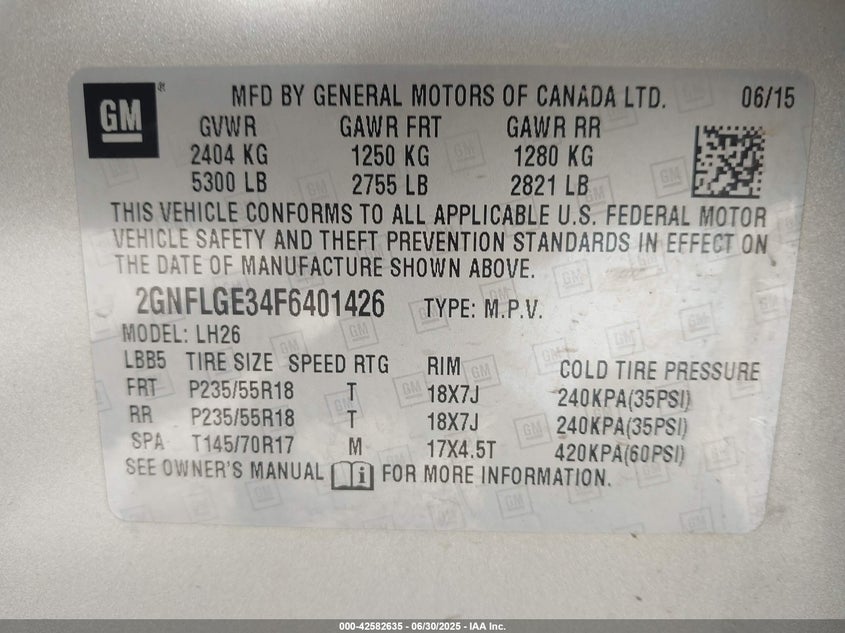 GM ® MFD BY GENERAL MOTORS OF CANADA LTD. 06/15
GVWR GAWR FRT GAWR RR
2404 KG 1250 KG 1280 KG
5300 LB 2755 LB 2821 LB
THIS VEHICLE CONFORMS TO ALL APPLICABLE U.S. FEDERAL MOTOR
VEHICLE SAFETY AND THEFT PREVENTION STANDARDS IN EFFECT ON
THE DATE OF MANUFACTURE SHOWN ABOVE.
2GNFLGE34F6401426 TYPE: M.P.V.
MODEL: LH26
LBB5 TIRE SIZE SPEED RTG RIM COLD TIRE PRESSURE
FRT P235/55R18 T 18X7J 240KPA(35PSI)
RR P235/55R18 T 18X7J 240KPA(35PSI)
SPA T145/70R17 M 17X4.5T 420KPA(60PSI)
SEE OWNER'S MANUAL i FOR MORE INFORMATION.
000-42582635 - 06/30/2025 - IAA Inc.